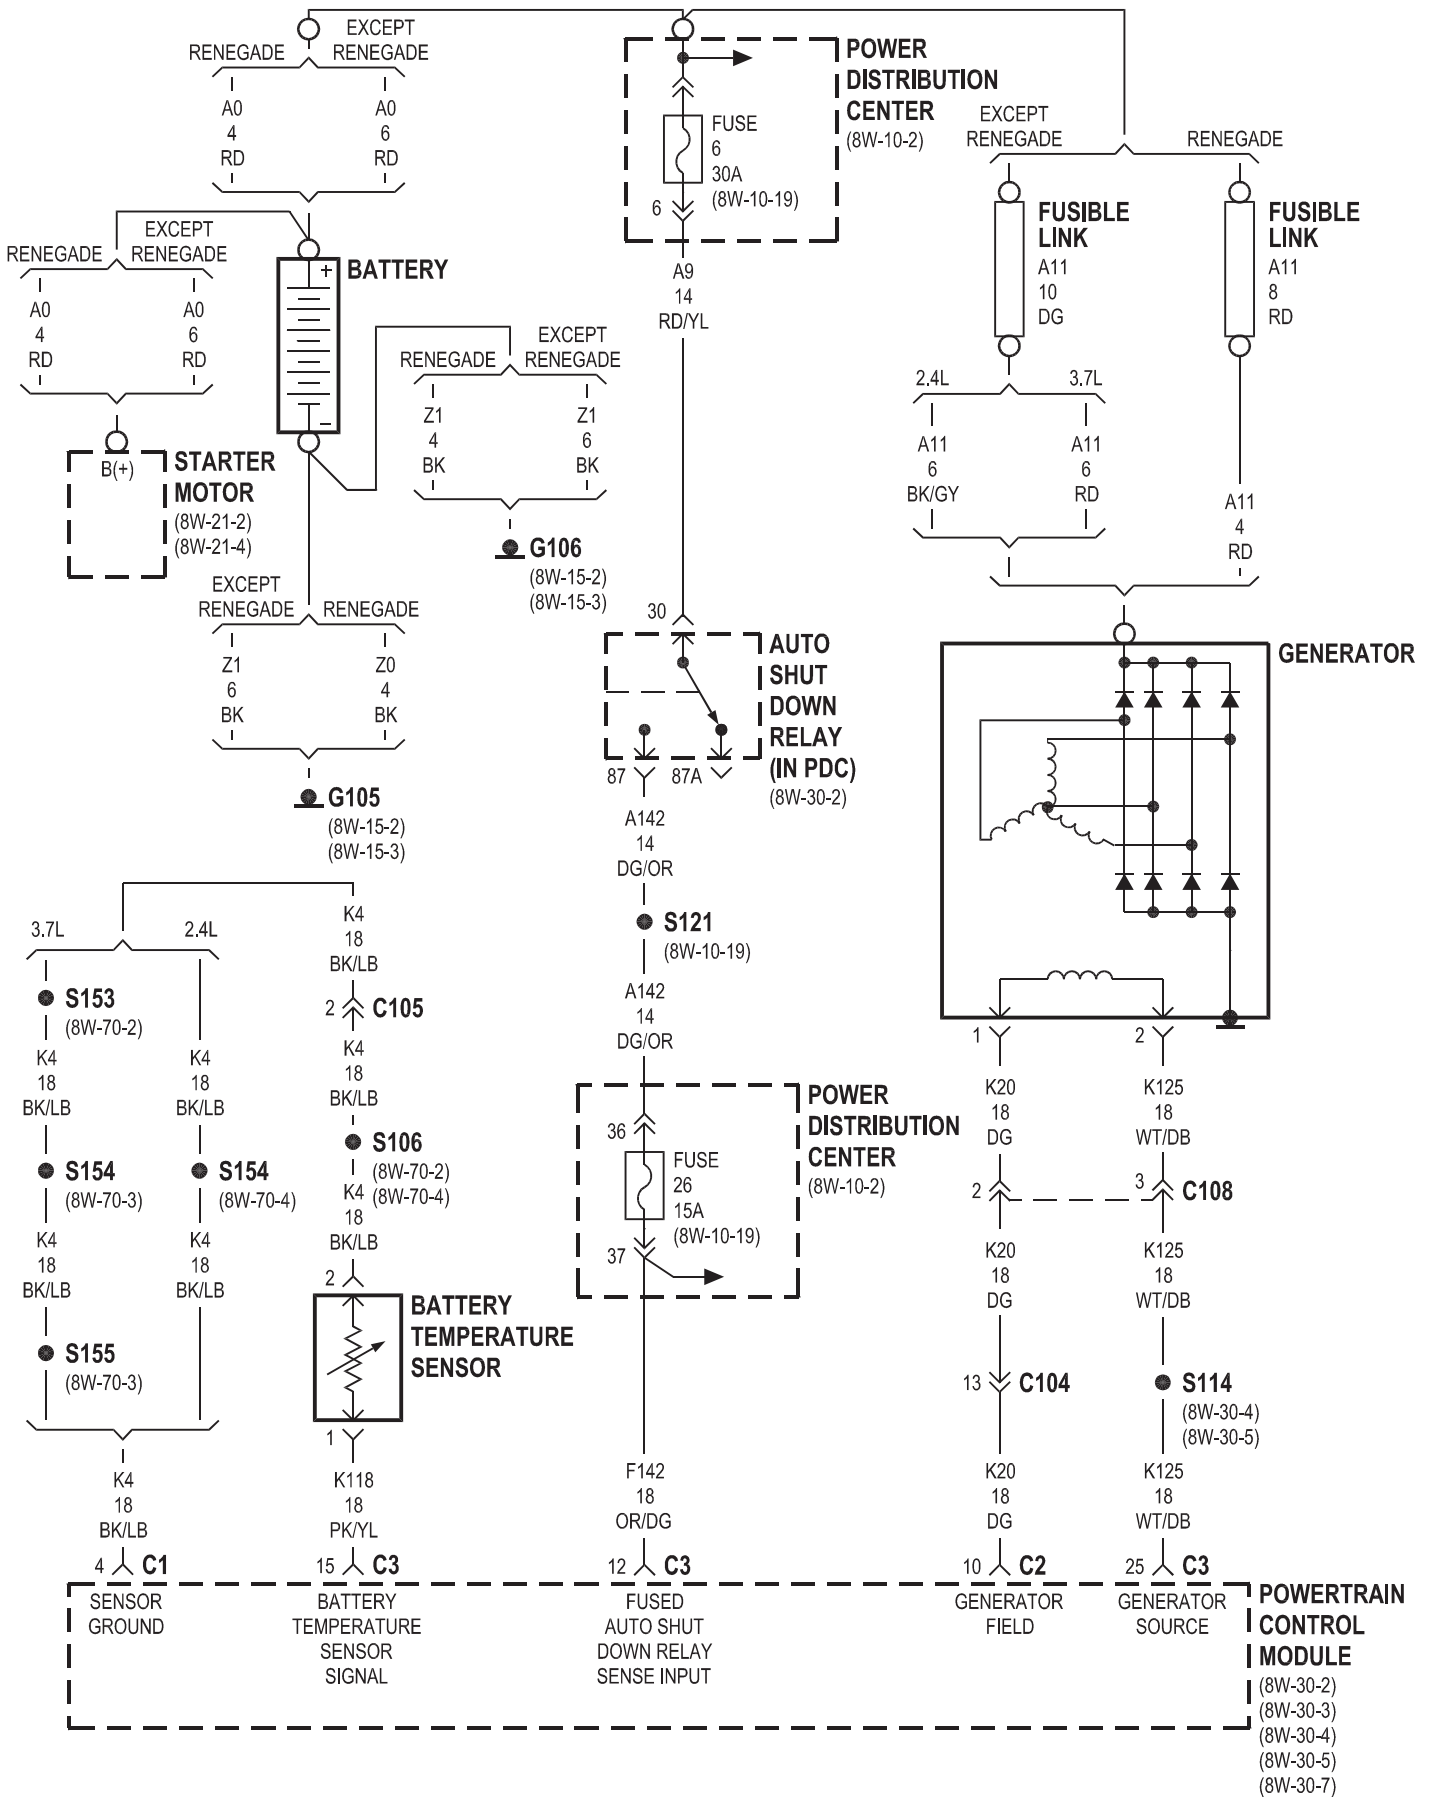 EXCEPT
RENEGADE RENEGADE
A0 A0
4 6
RD RD
POWER
DISTRIBUTION
CENTER
(8W-10-2)
FUSE
6
30A
(8W-10-19)
6
A9
14
RD/YL
EXCEPT
RENEGADE RENEGADE
FUSIBLE
LINK
A11
10
DG
FUSIBLE
LINK
A11
8
RD
2.4L 3.7L
A11 A11
6 6
BK/GY RD
A11
4
RD
EXCEPT
RENEGADE RENEGADE
A0 A0
4 6
RD RD
+
BATTERY
–
B(+)
STARTER
MOTOR
(8W-21-2)
(8W-21-4)
EXCEPT
RENEGADE RENEGADE
Z1 Z1
4 6
BK BK
G106
(8W-15-2)
(8W-15-3)
EXCEPT
RENEGADE RENEGADE
Z1 Z0
6 4
BK BK
G105
(8W-15-2)
(8W-15-3)
30
AUTO
SHUT
DOWN
RELAY
(IN PDC)
(8W-30-2)
87 87A
A142
14
DG/OR
S121
(8W-10-19)
A142
14
DG/OR
GENERATOR
1 2
K20 K125
18 18
DG WT/DB
2 3 C108
K20 K125
18 18
DG WT/DB
13 C104
S114
(8W-30-4)
(8W-30-5)
K20 K125
18 18
DG WT/DB
10 C2 25 C3
3.7L 2.4L
S153
(8W-70-2)
K4 K4
18 18
BK/LB BK/LB
S154 S154
(8W-70-3) (8W-70-4)
K4 K4
18 18
BK/LB BK/LB
S155
(8W-70-3)
K4
18
BK/LB
4 C1
K4
18
BK/LB
2 C105
K4
18
BK/LB
S106
(8W-70-2)
(8W-70-4)
K4
18
BK/LB
2
BATTERY
TEMPERATURE
SENSOR
1
K118
18
PK/YL
15 C3
POWER
DISTRIBUTION
CENTER
(8W-10-2)
36
FUSE
26
15A
(8W-10-19)
37
F142
18
OR/DG
12 C3
SENSOR
GROUND
BATTERY
TEMPERATURE
SENSOR
SIGNAL
FUSED
AUTO SHUT
DOWN RELAY
SENSE INPUT
GENERATOR
FIELD
GENERATOR
SOURCE
POWERTRAIN
CONTROL
MODULE
(8W-30-2)
(8W-30-3)
(8W-30-4)
(8W-30-5)
(8W-30-7)